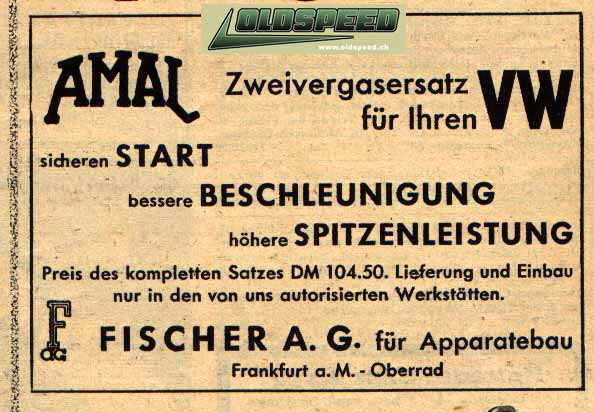 OLDSPEED
www.oldspeed.ch
AMAL
Zweivergasersatz
für Ihren VW
sicheren START
bessere BESCHLEUNIGUNG
höhere SPITZENLEISTUNG
Preis des kompletten Satzes DM 104.50. Lieferung und Einbau
nur in den von uns autorisierten Werkstätten.
FISCHER A. G. für Apparatebau
Frankfurt a. M. - Oberrad